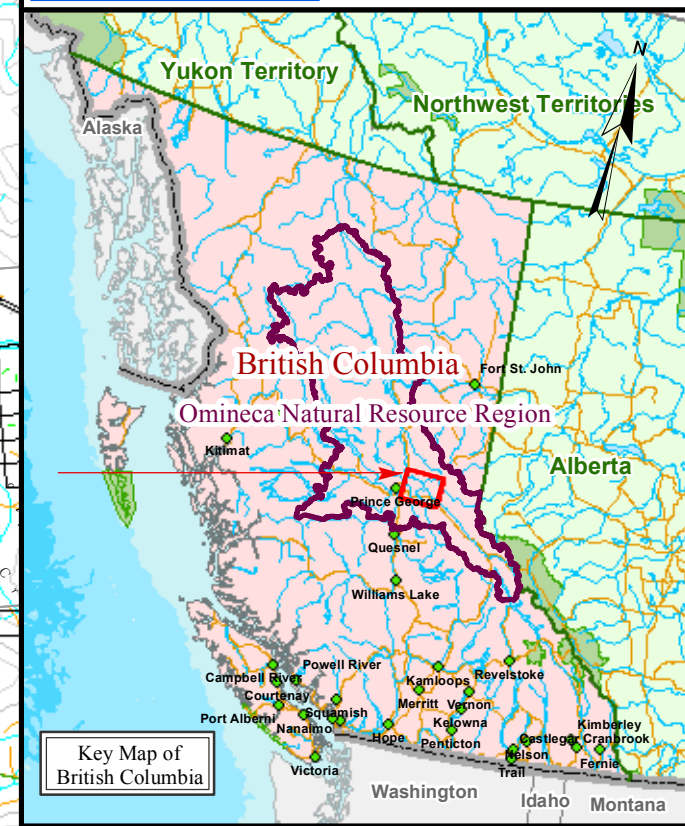 N
Yukon Territory
Northwest Territories
Alaska
British Columbia
Fort St. John
Omineca Natural Resource Region
Kitimat
Alberta
Prince George
Quesnel
Williams Lake
Powell River
Campbell River
Revelstoke
Kamloops
Courtenay
Merritt
Vernon
Port Alberni
Squamish
Kelowna
Kimberley
Nanaimo
Hope
Penticton
Castlegar
Cranbrook
Nelson
Fernie
Trail
Victoria
Key Map of
British Columbia
Washington
Idaho
Montana